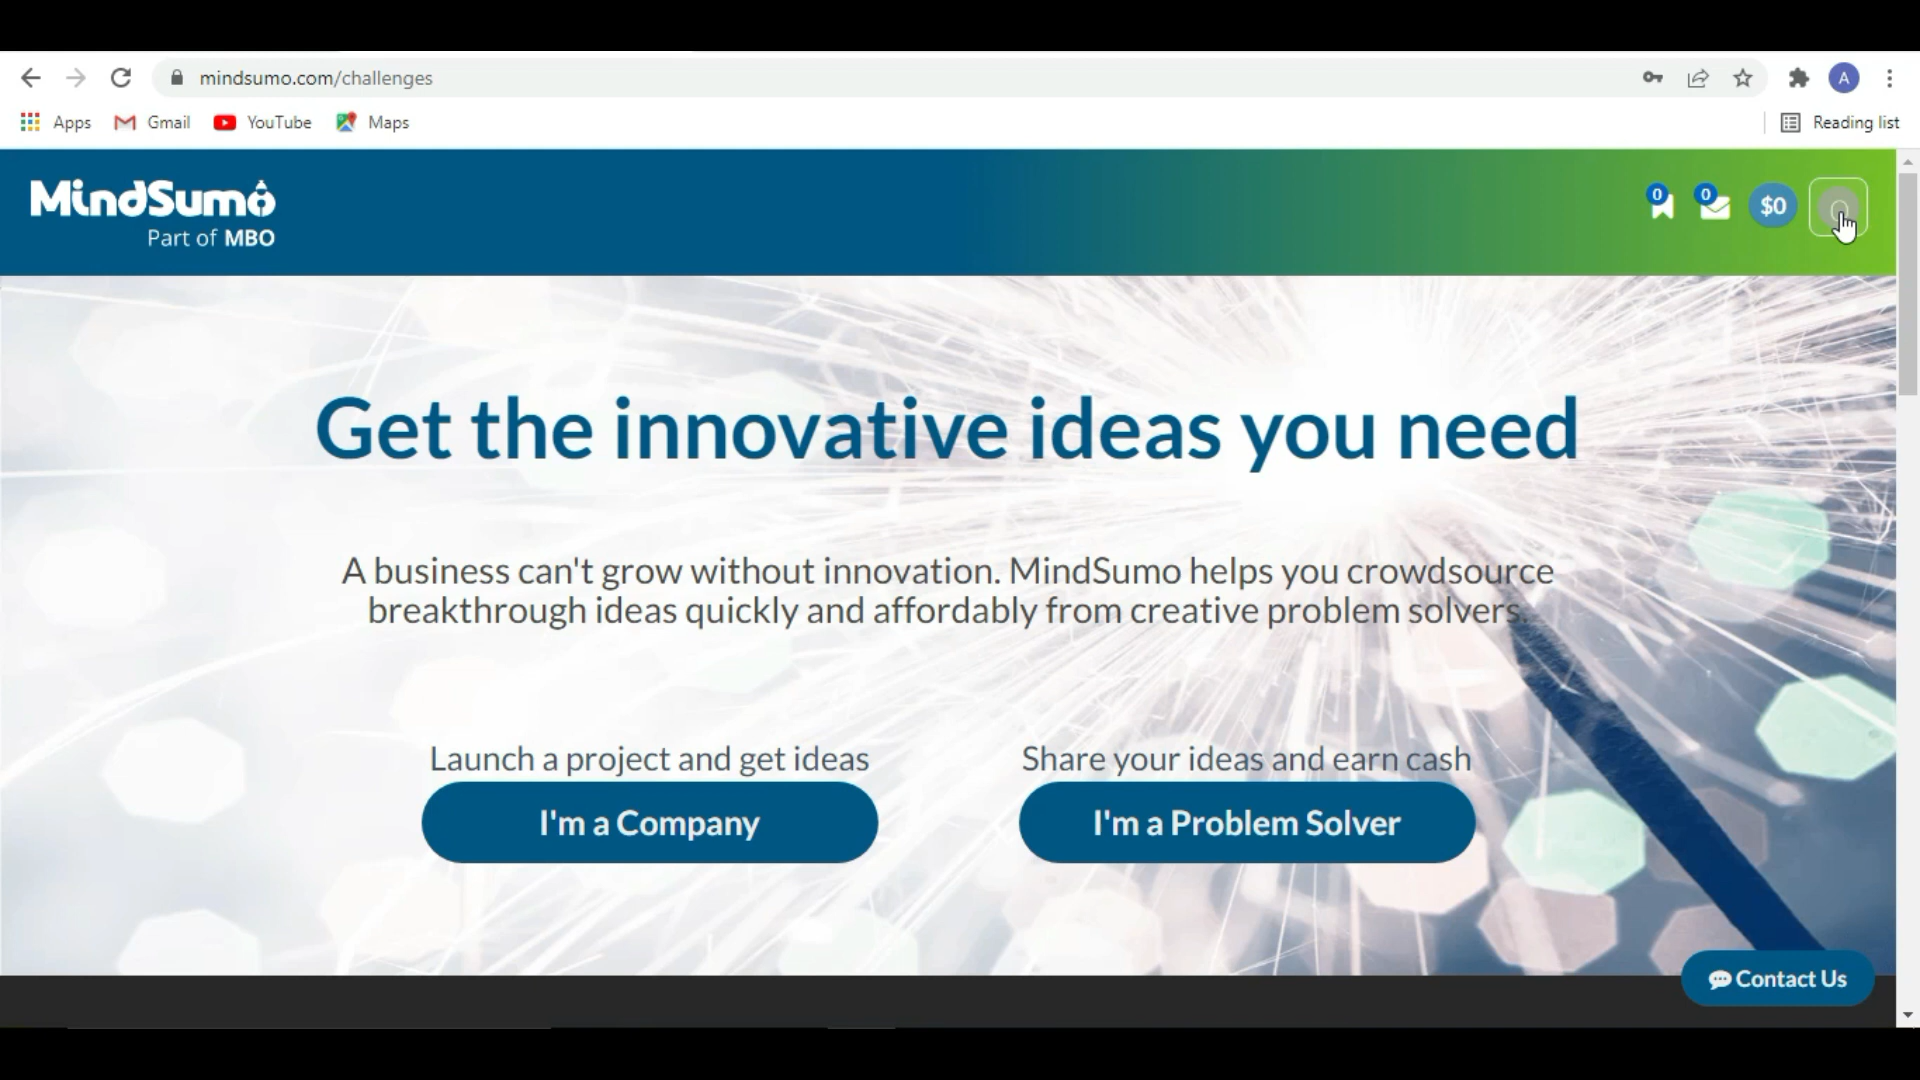 mindsumo.com/challenges
A
Apps Gmail YouTube Maps Reading list
MindSumo
Part of MBO
0 0 $0
Get the innovative ideas you need
A business can't grow without innovation. MindSumo helps you crowdsource
breakthrough ideas quickly and affordably from creative problem solvers.
Launch a project and get ideas
I'm a Company
Share your ideas and earn cash
I'm a Problem Solver
Contact Us